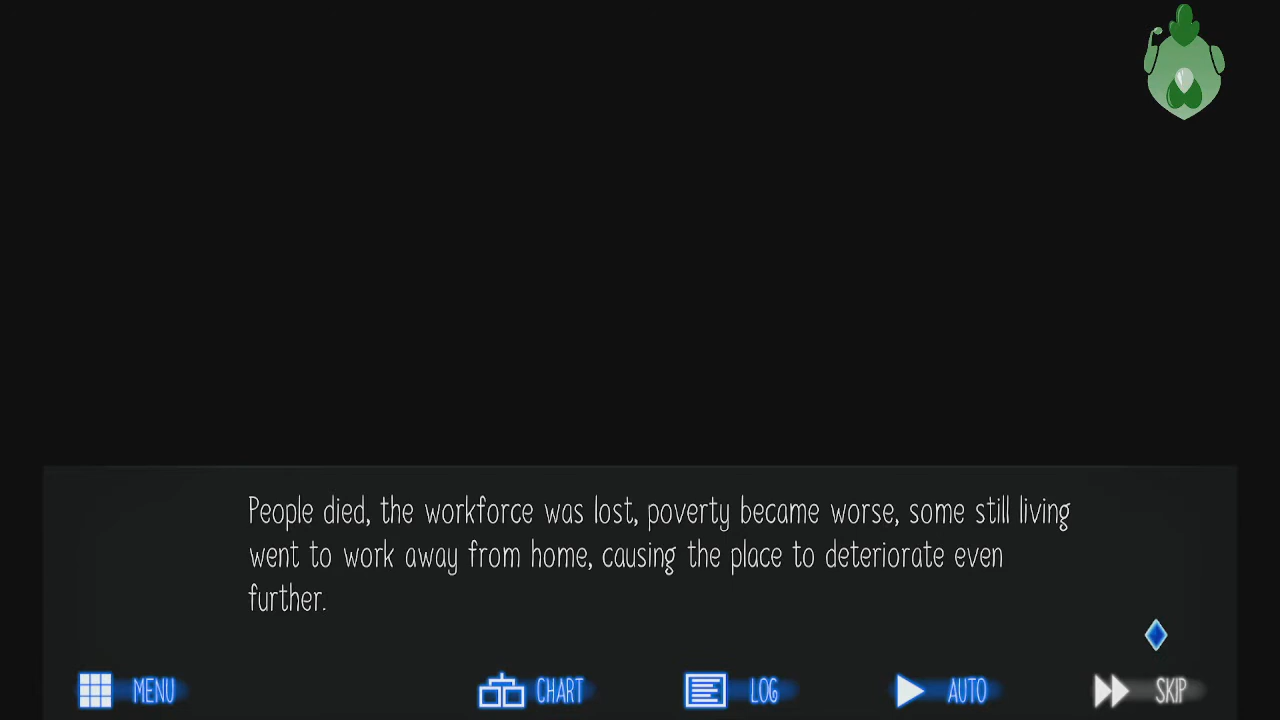 People died, the workforce was lost, poverty became worse, some still living
went to work away from home, causing the place to deteriorate even
further.
MENU CHART LOG AUTO SKIP